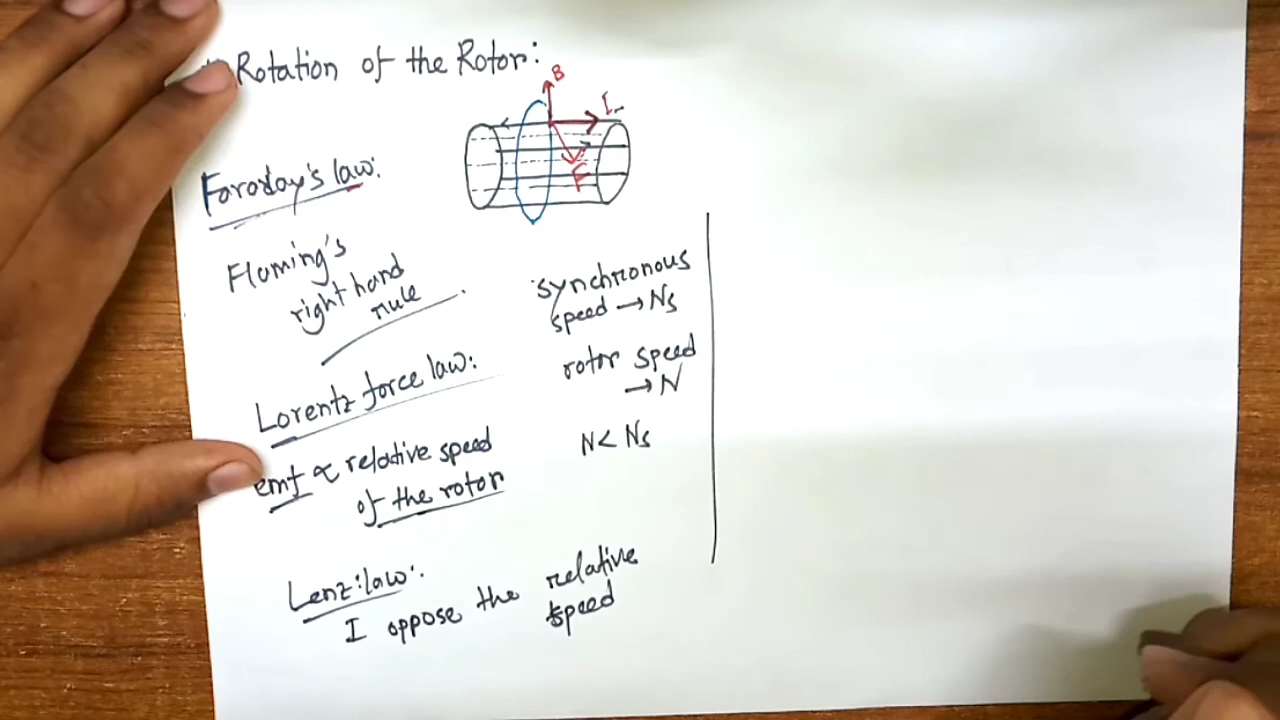 Rotation of the Rotor:
B
I
F
Faraday's law:
Fleming's
right hand
rule
Lorentz force law:
emf ∝ relative speed
of the rotor
Lenz:law:
I oppose the relative
speed
synchronous
speed → Ns
rotor speed
→ N
N < Ns